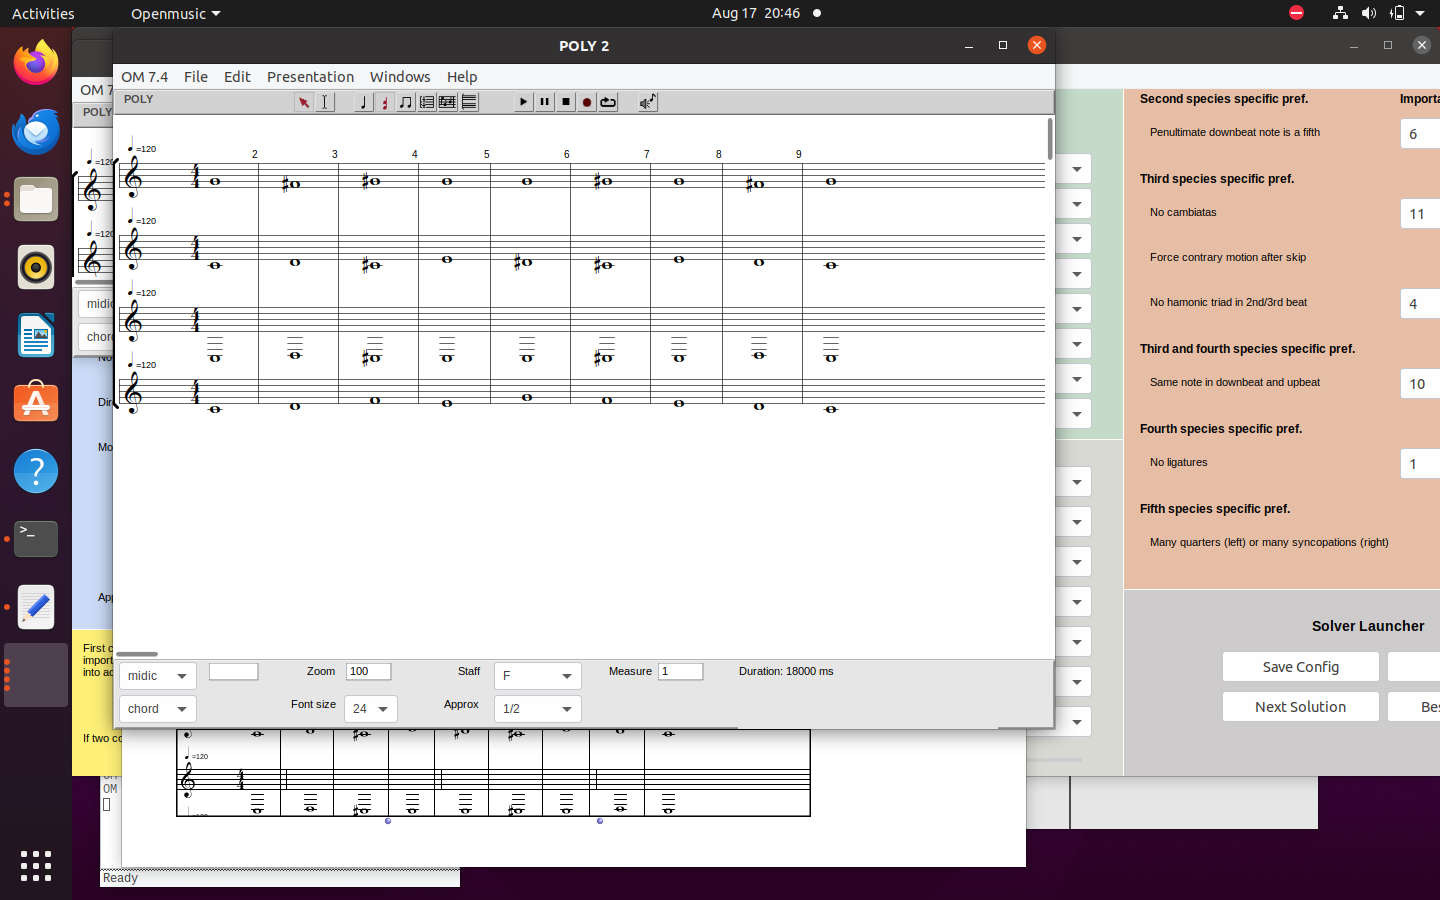 Activities
Openmusic
Aug 17 20:46
POLY 2
OM 7.4 File Edit Presentation Windows Help
POLY
OM 7
POLY
=120
2 3 4 5 6 7 8 9
=120
=120
=120
=120
=120
midic
chord
No
Dir
Mo
App
First c
import
into ac
If two co
OM
Ready
midic
Zoom 100
Staff F
Measure 1
Duration: 18000 ms
chord
Font size 24
Approx 1/2
=120
Second species specific pref.
Importa
Penultimate downbeat note is a fifth
6
Third species specific pref.
No cambiatas
11
Force contrary motion after skip
No hamonic triad in 2nd/3rd beat
4
Third and fourth species specific pref.
Same note in downbeat and upbeat
10
Fourth species specific pref.
No ligatures
1
Fifth species specific pref.
Many quarters (left) or many syncopations (right)
Solver Launcher
Save Config
Next Solution
Bes